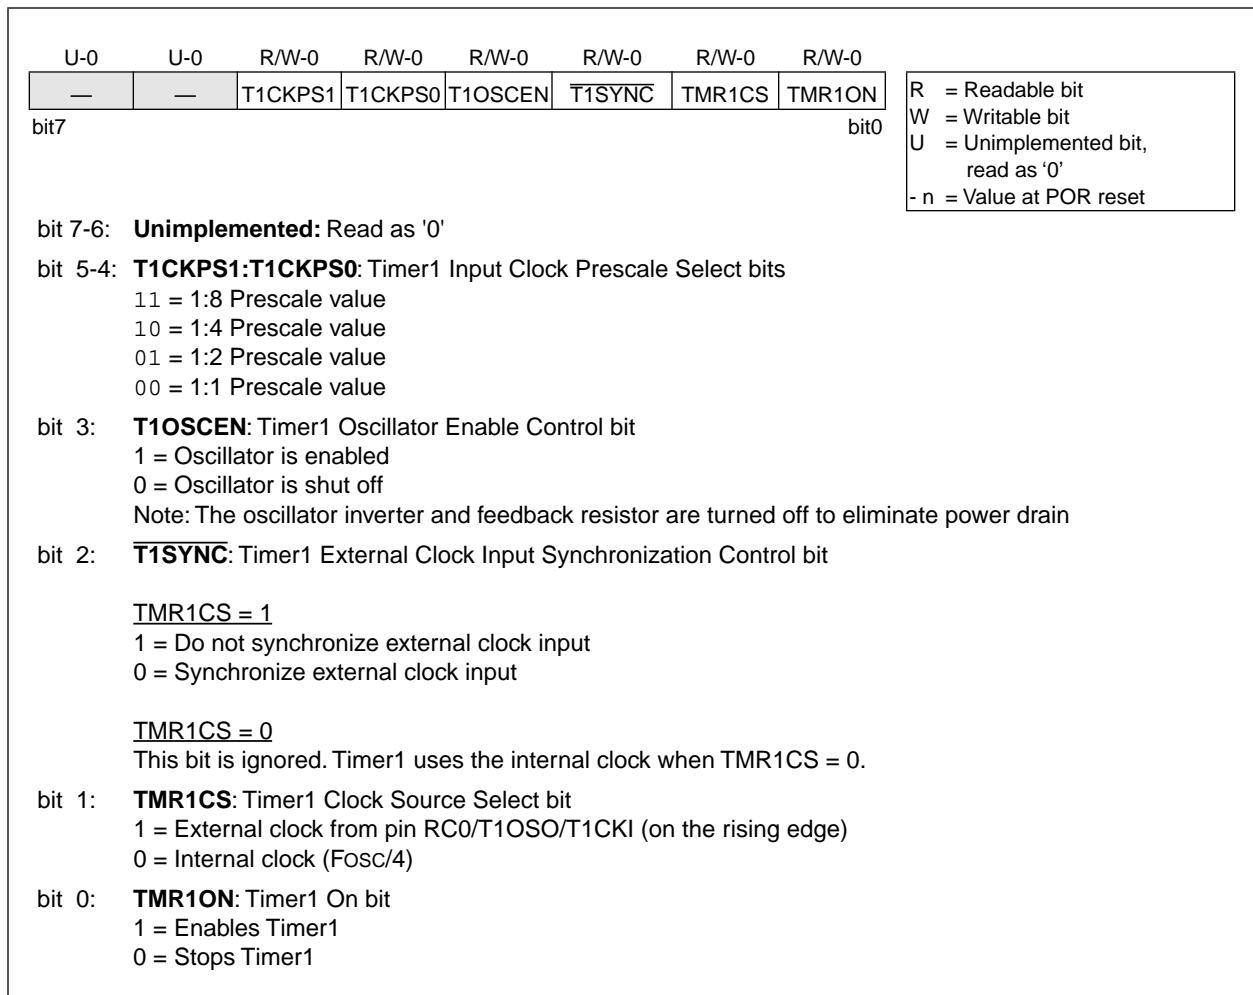 U-0 U-0 R/W-0 R/W-0 R/W-0 R/W-0 R/W-0 R/W-0
— — T1CKPS1 T1CKPS0 T1OSCEN T1SYNC TMR1CS TMR1ON
bit7 bit0
R = Readable bit
W = Writable bit
U = Unimplemented bit,
read as ‘0’
- n = Value at POR reset
bit 7-6: Unimplemented: Read as '0'
bit 5-4: T1CKPS1:T1CKPS0: Timer1 Input Clock Prescale Select bits
11 = 1:8 Prescale value
10 = 1:4 Prescale value
01 = 1:2 Prescale value
00 = 1:1 Prescale value
bit 3: T1OSCEN: Timer1 Oscillator Enable Control bit
1 = Oscillator is enabled
0 = Oscillator is shut off
Note: The oscillator inverter and feedback resistor are turned off to eliminate power drain
bit 2: T1SYNC: Timer1 External Clock Input Synchronization Control bit
TMR1CS = 1
1 = Do not synchronize external clock input
0 = Synchronize external clock input
TMR1CS = 0
This bit is ignored. Timer1 uses the internal clock when TMR1CS = 0.
bit 1: TMR1CS: Timer1 Clock Source Select bit
1 = External clock from pin RC0/T1OSO/T1CKI (on the rising edge)
0 = Internal clock (FOSC/4)
bit 0: TMR1ON: Timer1 On bit
1 = Enables Timer1
0 = Stops Timer1